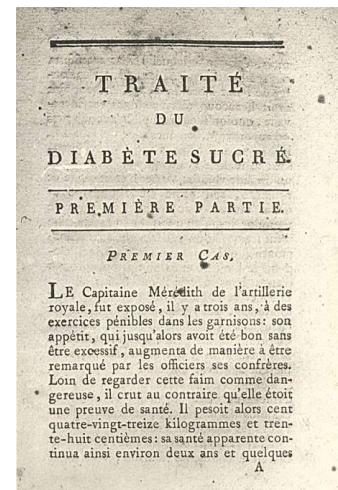 TRAITÉ
DU
DIABÈTE SUCRÉ.
PREMIÈRE PARTIE.
PREMIER CAS.
LE Capitaine Mérédith de l'artillerie
royale, fut exposé, il y a trois ans, à des
exercices pénibles dans les garnisons: son
appétit, qui jusqu'alors avoit été bon sans
être excessif, augmenta de manière à être
remarqué par les officiers ses confrères.
Loin de regarder cette faim comme dan-
gereuse, il crut au contraire qu'elle étoit
une preuve de santé. Il pesoit alors cent
quatre-vingt-treize kilogrammes et tren-
te-huit centièmes: sa santé apparente con-
tinua ainsi environ deux ans et quelques
A